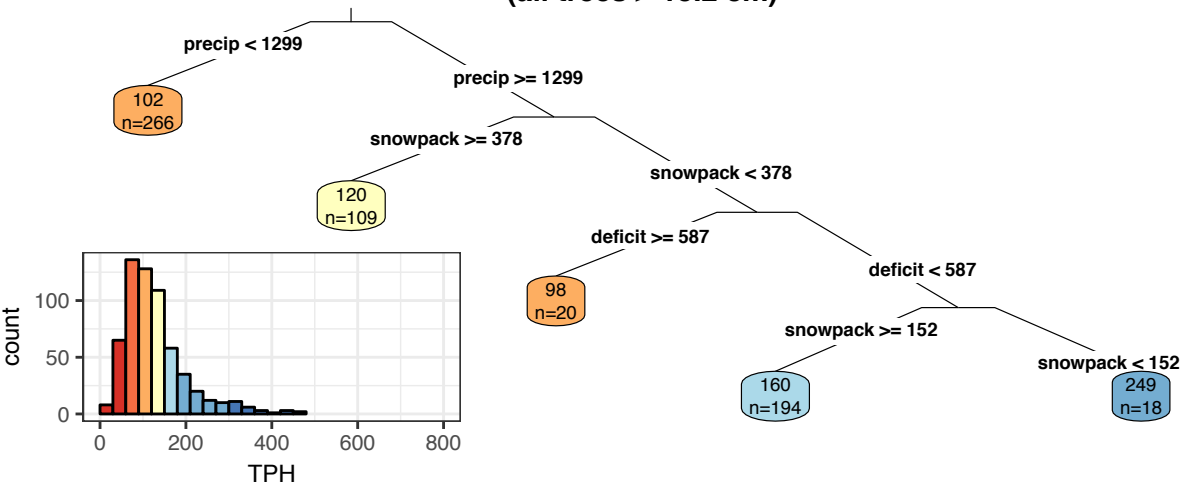 precip < 1299
precip >= 1299
102
n=266
snowpack >= 378
snowpack < 378
120
n=109
deficit >= 587
deficit < 587
98
n=20
snowpack >= 152
snowpack < 152
160
n=194
249
n=18
count
100
50
0
0
200
400
600
800
TPH